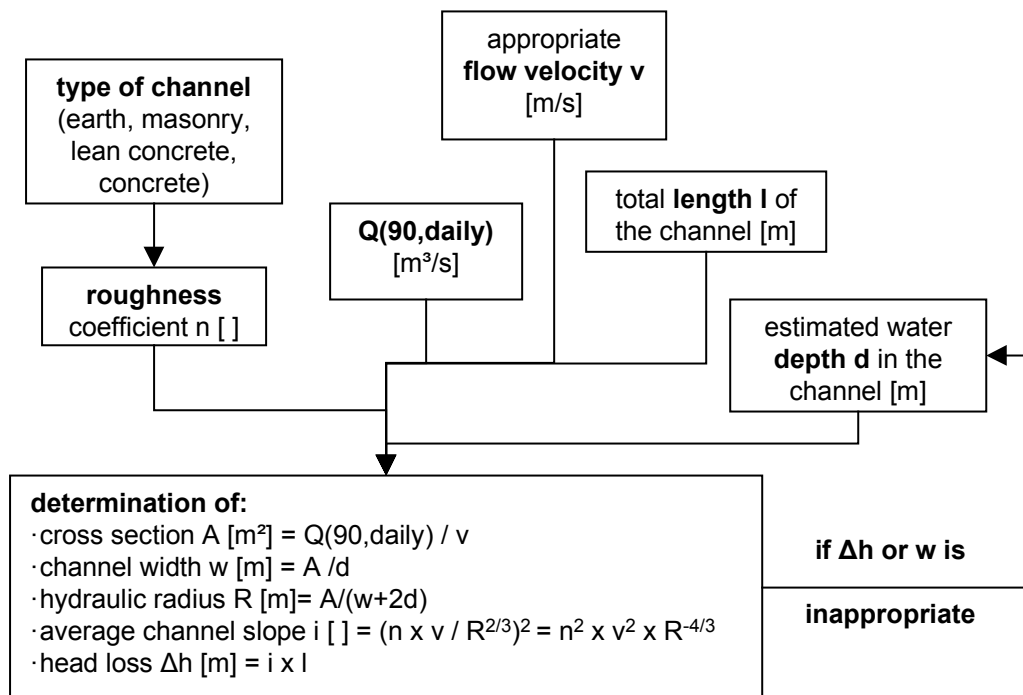 appropriate
flow velocity v
[m/s]
type of channel
(earth, masonry,
lean concrete,
concrete)
total length l of
the channel [m]
Q(90,daily)
[m³/s]
roughness
coefficient n [ ]
estimated water
depth d in the
channel [m]
determination of:
·cross section A [m²] = Q(90,daily) / v
·channel width w [m] = A /d
·hydraulic radius R [m]= A/(w+2d)
·average channel slope i [ ] = (n x v / R^{2/3})² = n² x v² x R^{-4/3}
·head loss Δh [m] = i x l
if Δh or w is
inappropriate